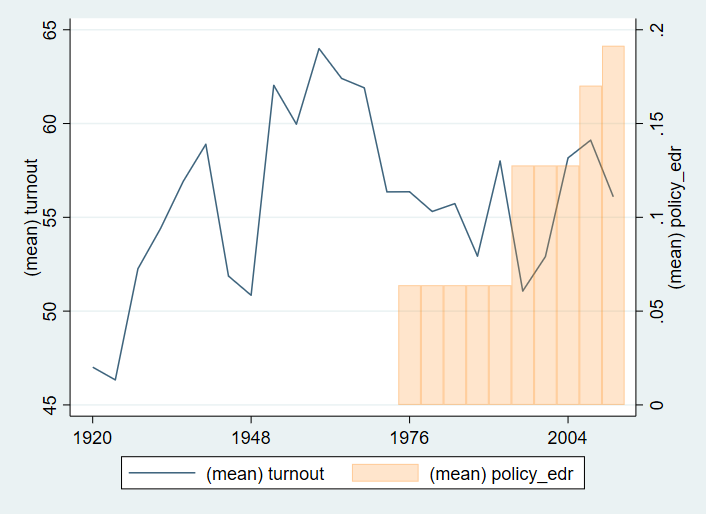 (mean) turnout
65
60
55
50
45
.2
.15
.1
.05
0
(mean) policy_edr
1920 1948 1976 2004
(mean) turnout (mean) policy_edr